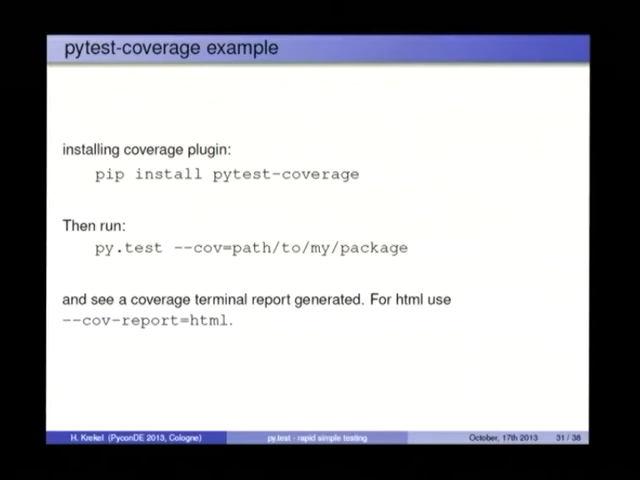 pytest-coverage example
installing coverage plugin:
pip install pytest-coverage
Then run:
py.test --cov=path/to/my/package
and see a coverage terminal report generated. For html use
--cov-report=html.
H. Krekel (PyconDE 2013, Cologne) py.test - rapid simple testing October, 17th 2013 31 / 38